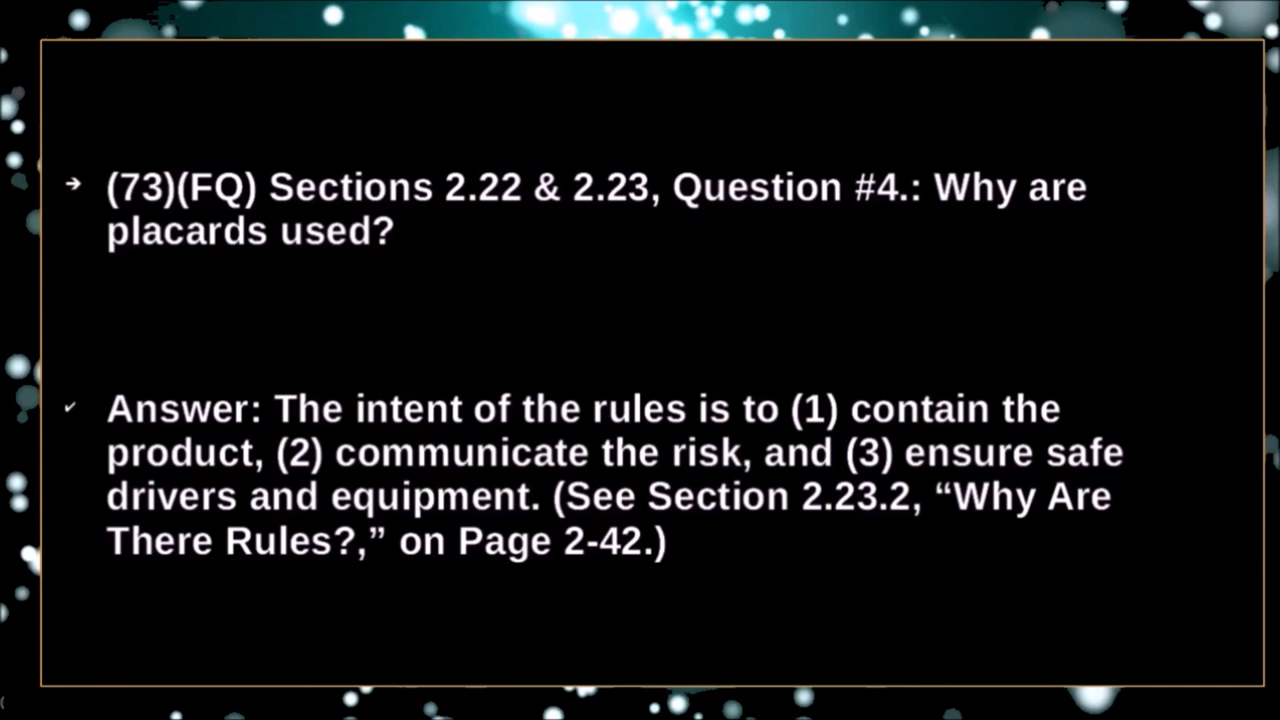 ➔ (73)(FQ) Sections 2.22 & 2.23, Question #4.: Why are
placards used?
✓ Answer: The intent of the rules is to (1) contain the
product, (2) communicate the risk, and (3) ensure safe
drivers and equipment. (See Section 2.23.2, “Why Are
There Rules?,” on Page 2-42.)